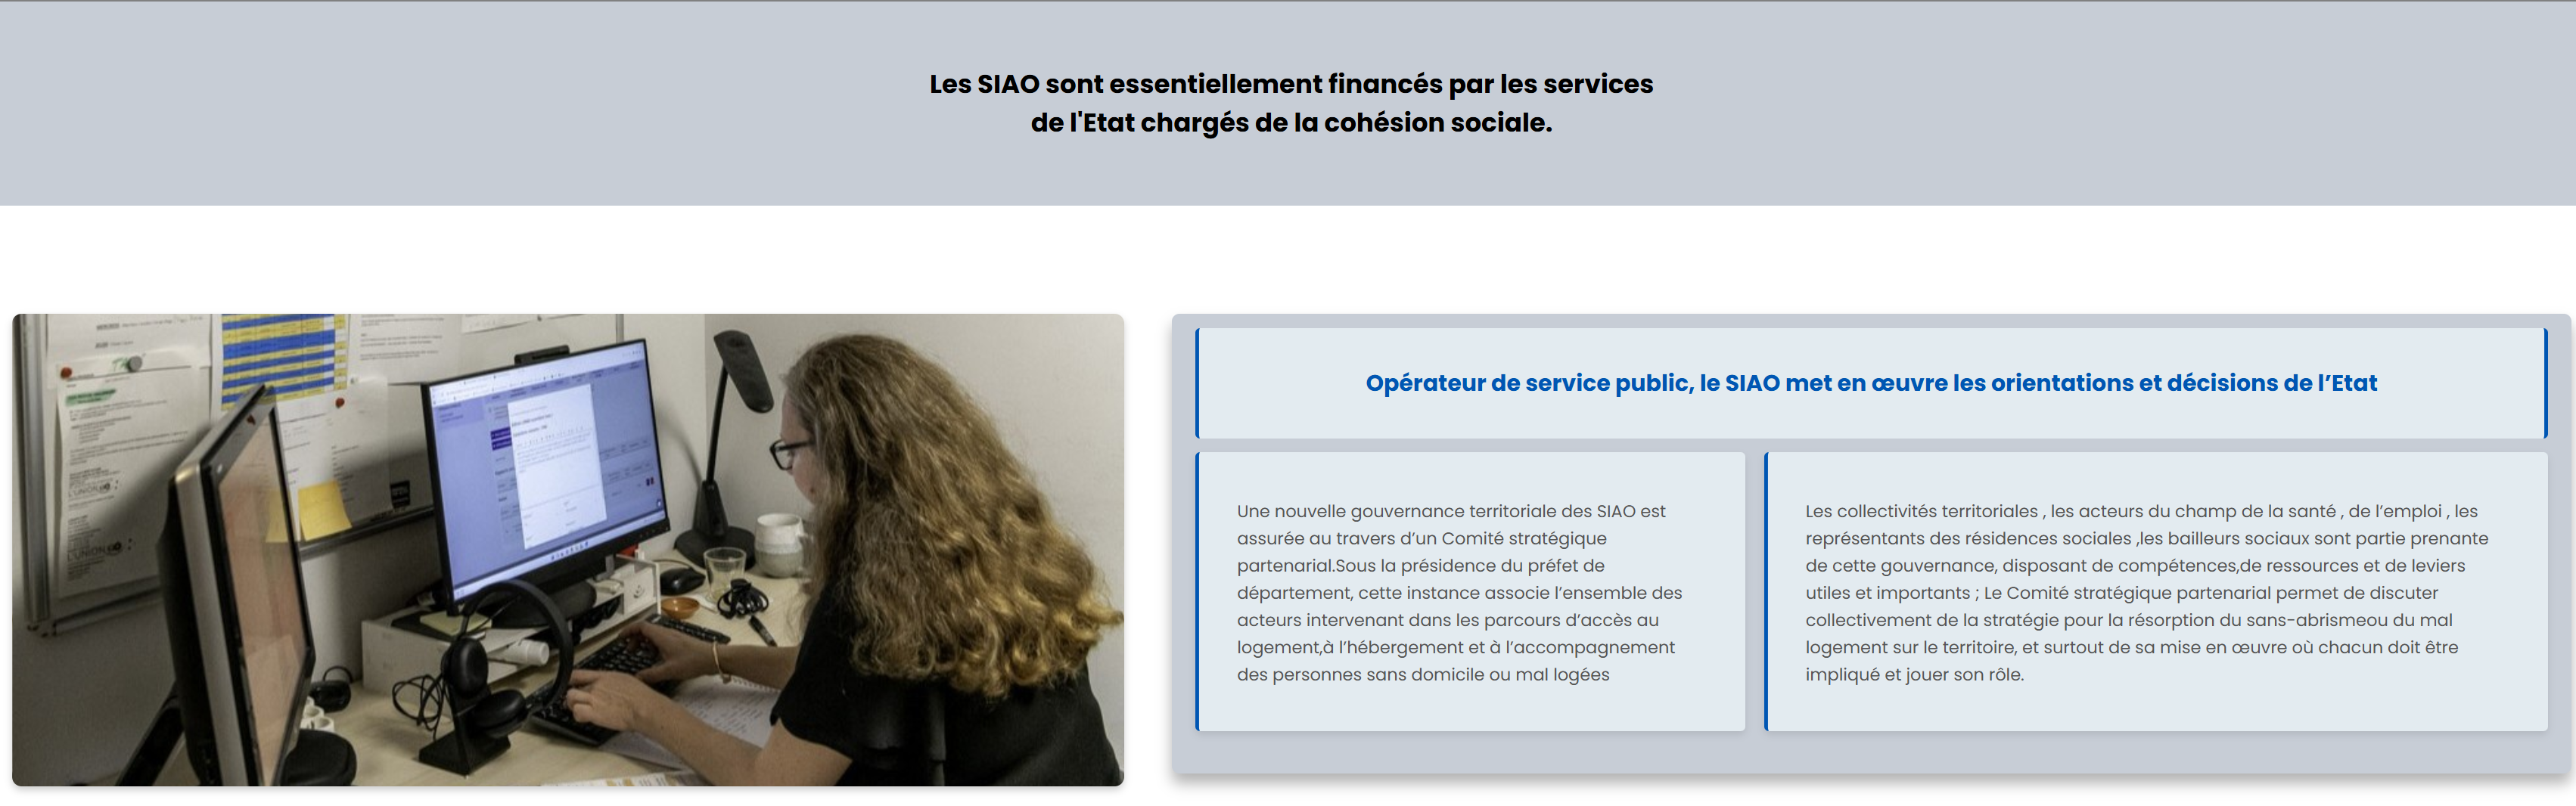 Les SIAO sont essentiellement financés par les services
de l'Etat chargés de la cohésion sociale.
L'UNION
L'UNION
Opérateur de service public, le SIAO met en œuvre les orientations et décisions de l’Etat
Une nouvelle gouvernance territoriale des SIAO est
assurée au travers d’un Comité stratégique
partenarial.Sous la présidence du préfet de
département, cette instance associe l’ensemble des
acteurs intervenant dans les parcours d’accès au
logement,à l’hébergement et à l’accompagnement
des personnes sans domicile ou mal logées
Les collectivités territoriales , les acteurs du champ de la santé , de l’emploi , les
représentants des résidences sociales ,les bailleurs sociaux sont partie prenante
de cette gouvernance, disposant de compétences,de ressources et de leviers
utiles et importants ; Le Comité stratégique partenarial permet de discuter
collectivement de la stratégie pour la résorption du sans-abrismeou du mal
logement sur le territoire, et surtout de sa mise en œuvre où chacun doit être
impliqué et jouer son rôle.